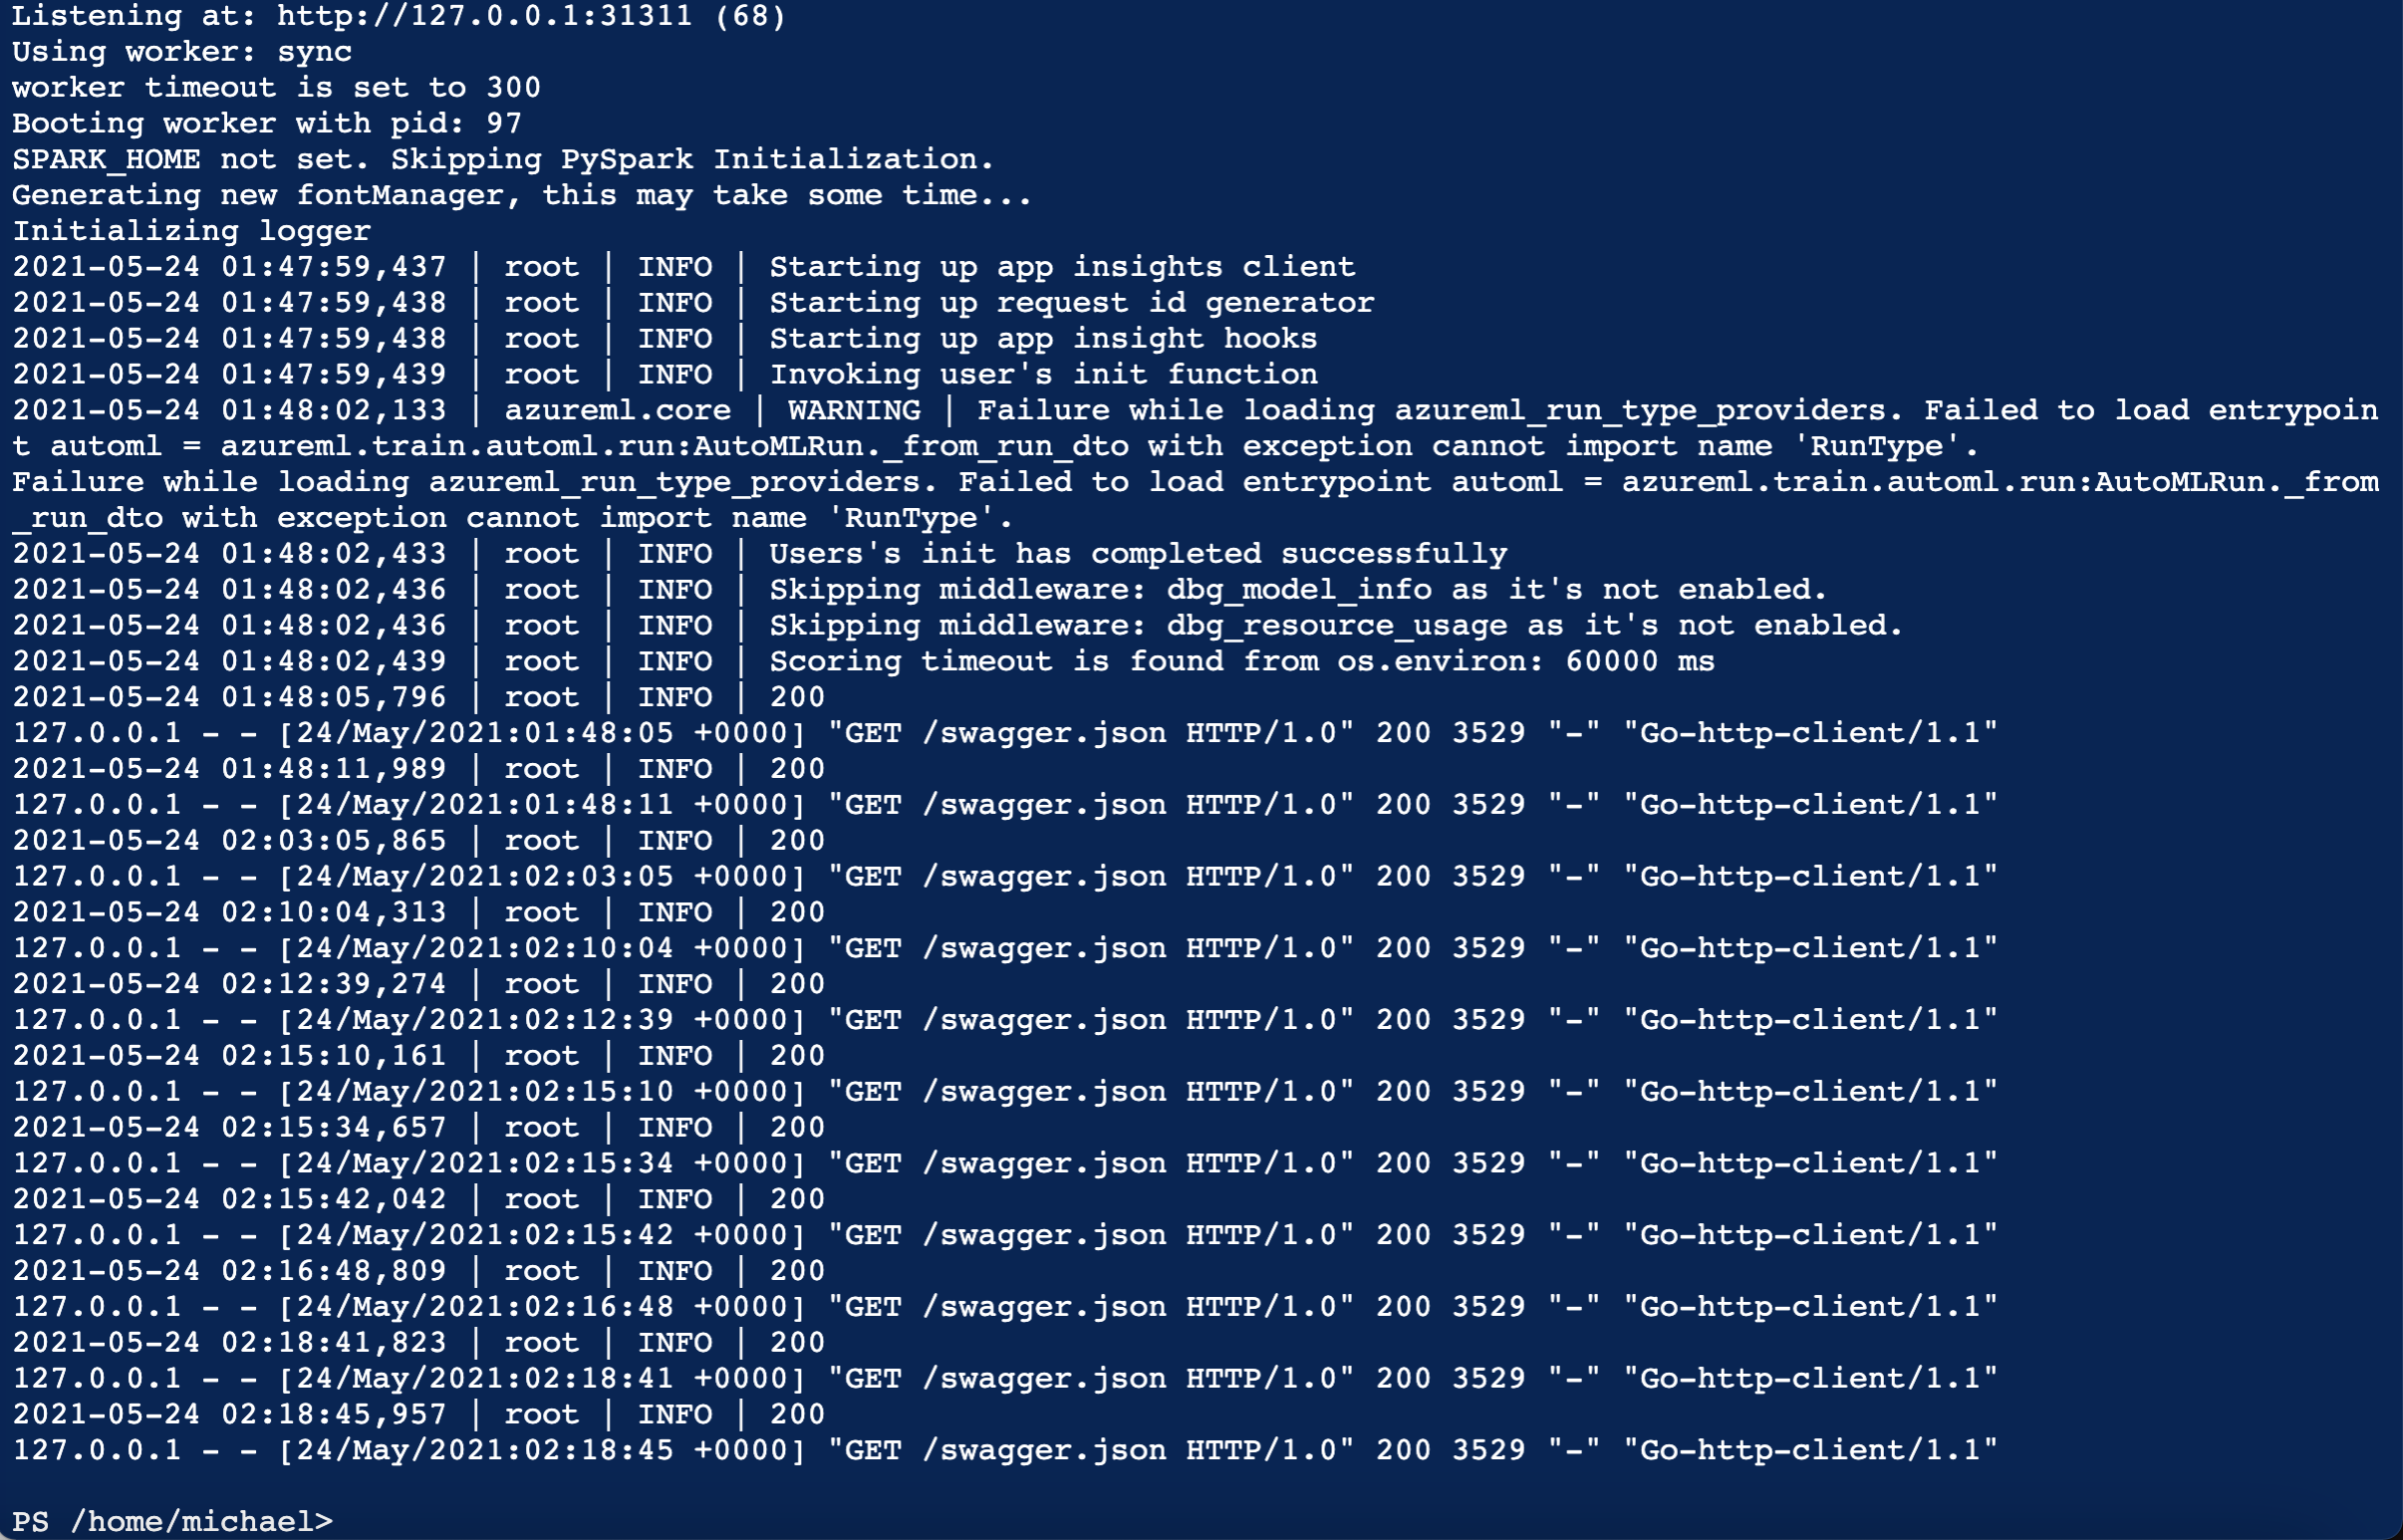 Listening at: http://127.0.0.1:31311 (68)
Using worker: sync
worker timeout is set to 300
Booting worker with pid: 97
SPARK_HOME not set. Skipping PySpark Initialization.
Generating new fontManager, this may take some time...
Initializing logger
2021-05-24 01:47:59,437 | root | INFO | Starting up app insights client
2021-05-24 01:47:59,438 | root | INFO | Starting up request id generator
2021-05-24 01:47:59,438 | root | INFO | Starting up app insight hooks
2021-05-24 01:47:59,439 | root | INFO | Invoking user's init function
2021-05-24 01:48:02,133 | azureml.core | WARNING | Failure while loading azureml_run_type_providers. Failed to load entrypoin
t automl = azureml.train.automl.run:AutoMLRun._from_run_dto with exception cannot import name 'RunType'.
Failure while loading azureml_run_type_providers. Failed to load entrypoint automl = azureml.train.automl.run:AutoMLRun._from
_run_dto with exception cannot import name 'RunType'.
2021-05-24 01:48:02,433 | root | INFO | Users's init has completed successfully
2021-05-24 01:48:02,436 | root | INFO | Skipping middleware: dbg_model_info as it's not enabled.
2021-05-24 01:48:02,436 | root | INFO | Skipping middleware: dbg_resource_usage as it's not enabled.
2021-05-24 01:48:02,439 | root | INFO | Scoring timeout is found from os.environ: 60000 ms
2021-05-24 01:48:05,796 | root | INFO | 200
127.0.0.1 - - [24/May/2021:01:48:05 +0000] "GET /swagger.json HTTP/1.0" 200 3529 "-" "Go-http-client/1.1"
2021-05-24 01:48:11,989 | root | INFO | 200
127.0.0.1 - - [24/May/2021:01:48:11 +0000] "GET /swagger.json HTTP/1.0" 200 3529 "-" "Go-http-client/1.1"
2021-05-24 02:03:05,865 | root | INFO | 200
127.0.0.1 - - [24/May/2021:02:03:05 +0000] "GET /swagger.json HTTP/1.0" 200 3529 "-" "Go-http-client/1.1"
2021-05-24 02:10:04,313 | root | INFO | 200
127.0.0.1 - - [24/May/2021:02:10:04 +0000] "GET /swagger.json HTTP/1.0" 200 3529 "-" "Go-http-client/1.1"
2021-05-24 02:12:39,274 | root | INFO | 200
127.0.0.1 - - [24/May/2021:02:12:39 +0000] "GET /swagger.json HTTP/1.0" 200 3529 "-" "Go-http-client/1.1"
2021-05-24 02:15:10,161 | root | INFO | 200
127.0.0.1 - - [24/May/2021:02:15:10 +0000] "GET /swagger.json HTTP/1.0" 200 3529 "-" "Go-http-client/1.1"
2021-05-24 02:15:34,657 | root | INFO | 200
127.0.0.1 - - [24/May/2021:02:15:34 +0000] "GET /swagger.json HTTP/1.0" 200 3529 "-" "Go-http-client/1.1"
2021-05-24 02:15:42,042 | root | INFO | 200
127.0.0.1 - - [24/May/2021:02:15:42 +0000] "GET /swagger.json HTTP/1.0" 200 3529 "-" "Go-http-client/1.1"
2021-05-24 02:16:48,809 | root | INFO | 200
127.0.0.1 - - [24/May/2021:02:16:48 +0000] "GET /swagger.json HTTP/1.0" 200 3529 "-" "Go-http-client/1.1"
2021-05-24 02:18:41,823 | root | INFO | 200
127.0.0.1 - - [24/May/2021:02:18:41 +0000] "GET /swagger.json HTTP/1.0" 200 3529 "-" "Go-http-client/1.1"
2021-05-24 02:18:45,957 | root | INFO | 200
127.0.0.1 - - [24/May/2021:02:18:45 +0000] "GET /swagger.json HTTP/1.0" 200 3529 "-" "Go-http-client/1.1"
PS /home/michael>